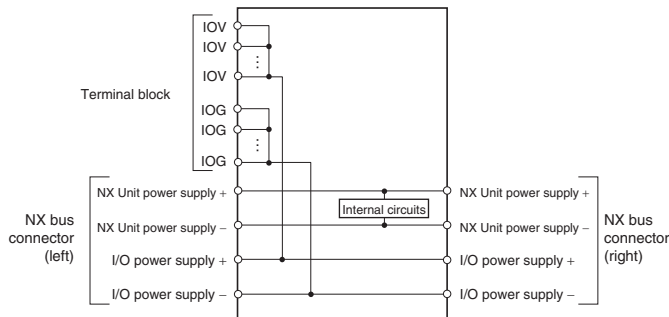 IOV
IOV
⋮
IOV
Terminal block
IOG
IOG
⋮
IOG
NX bus
connector
(left)
NX Unit power supply +
NX Unit power supply −
I/O power supply +
I/O power supply −
Internal circuits
NX Unit power supply +
NX Unit power supply −
I/O power supply +
I/O power supply −
NX bus
connector
(right)